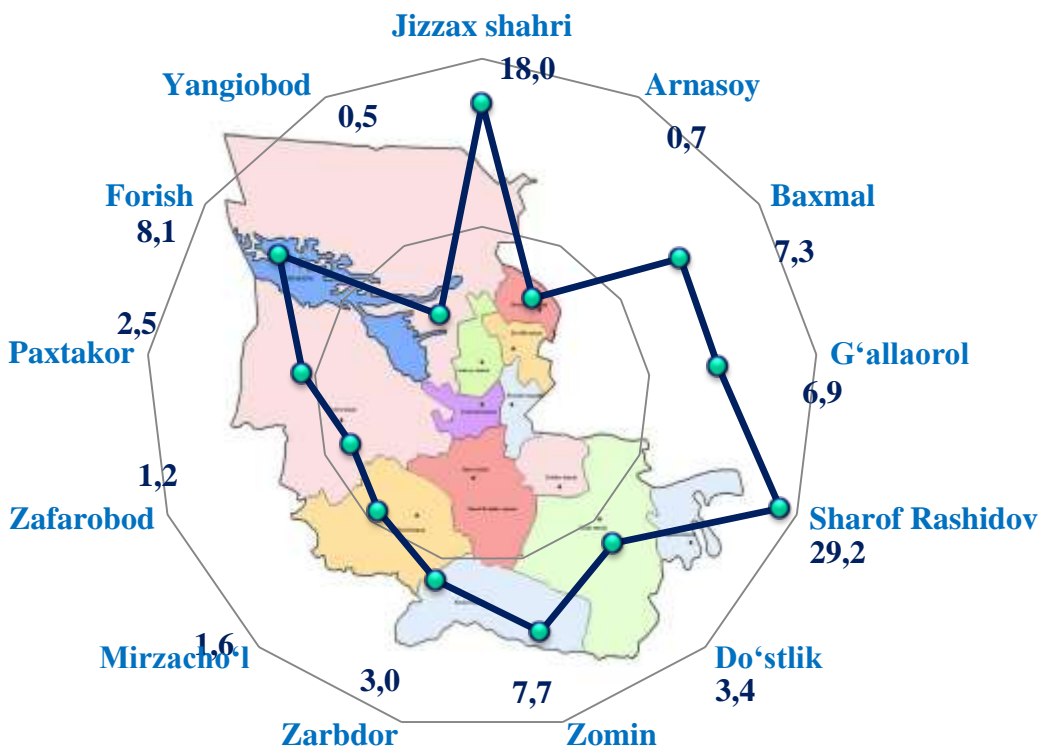 Jizzax shahri
18,0
Arnasoy
0,7
Baxmal
7,3
G‘allaorol
6,9
Sharof Rashidov
29,2
Do‘stlik
3,4
Zomin
7,7
Zarbdor
3,0
Mirzacho‘l
1,6
Zafarobod
1,2
Paxtakor
2,5
Forish
8,1
Yangiobod
0,5